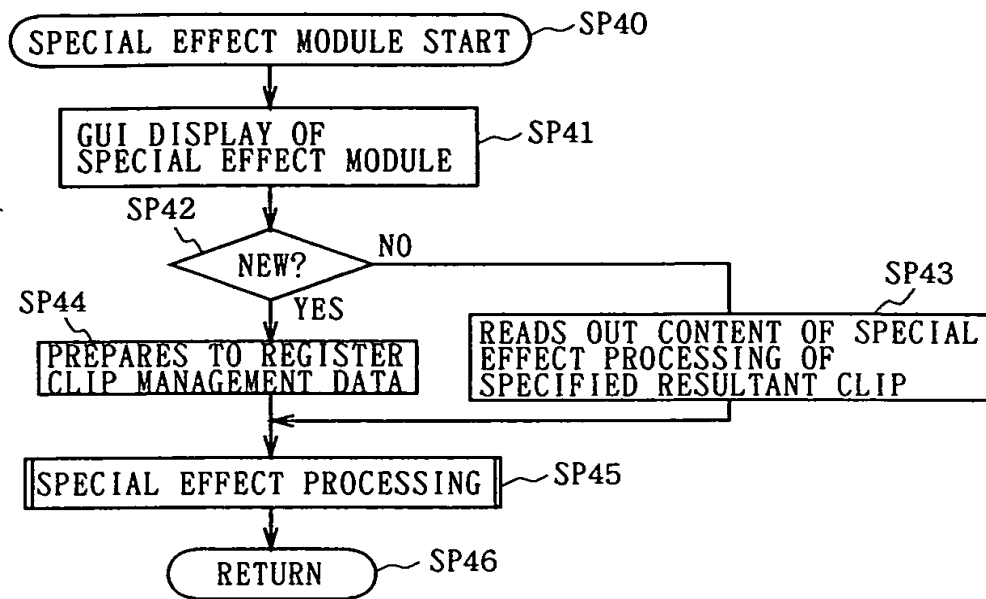 SPECIAL EFFECT MODULE START
SP40
GUI DISPLAY OF
SPECIAL EFFECT MODULE
SP41
SP42
NEW?
NO
YES
SP44
PREPARES TO REGISTER
CLIP MANAGEMENT DATA
SP43
READS OUT CONTENT OF SPECIAL
EFFECT PROCESSING OF
SPECIFIED RESULTANT CLIP
SPECIAL EFFECT PROCESSING
SP45
RETURN
SP46